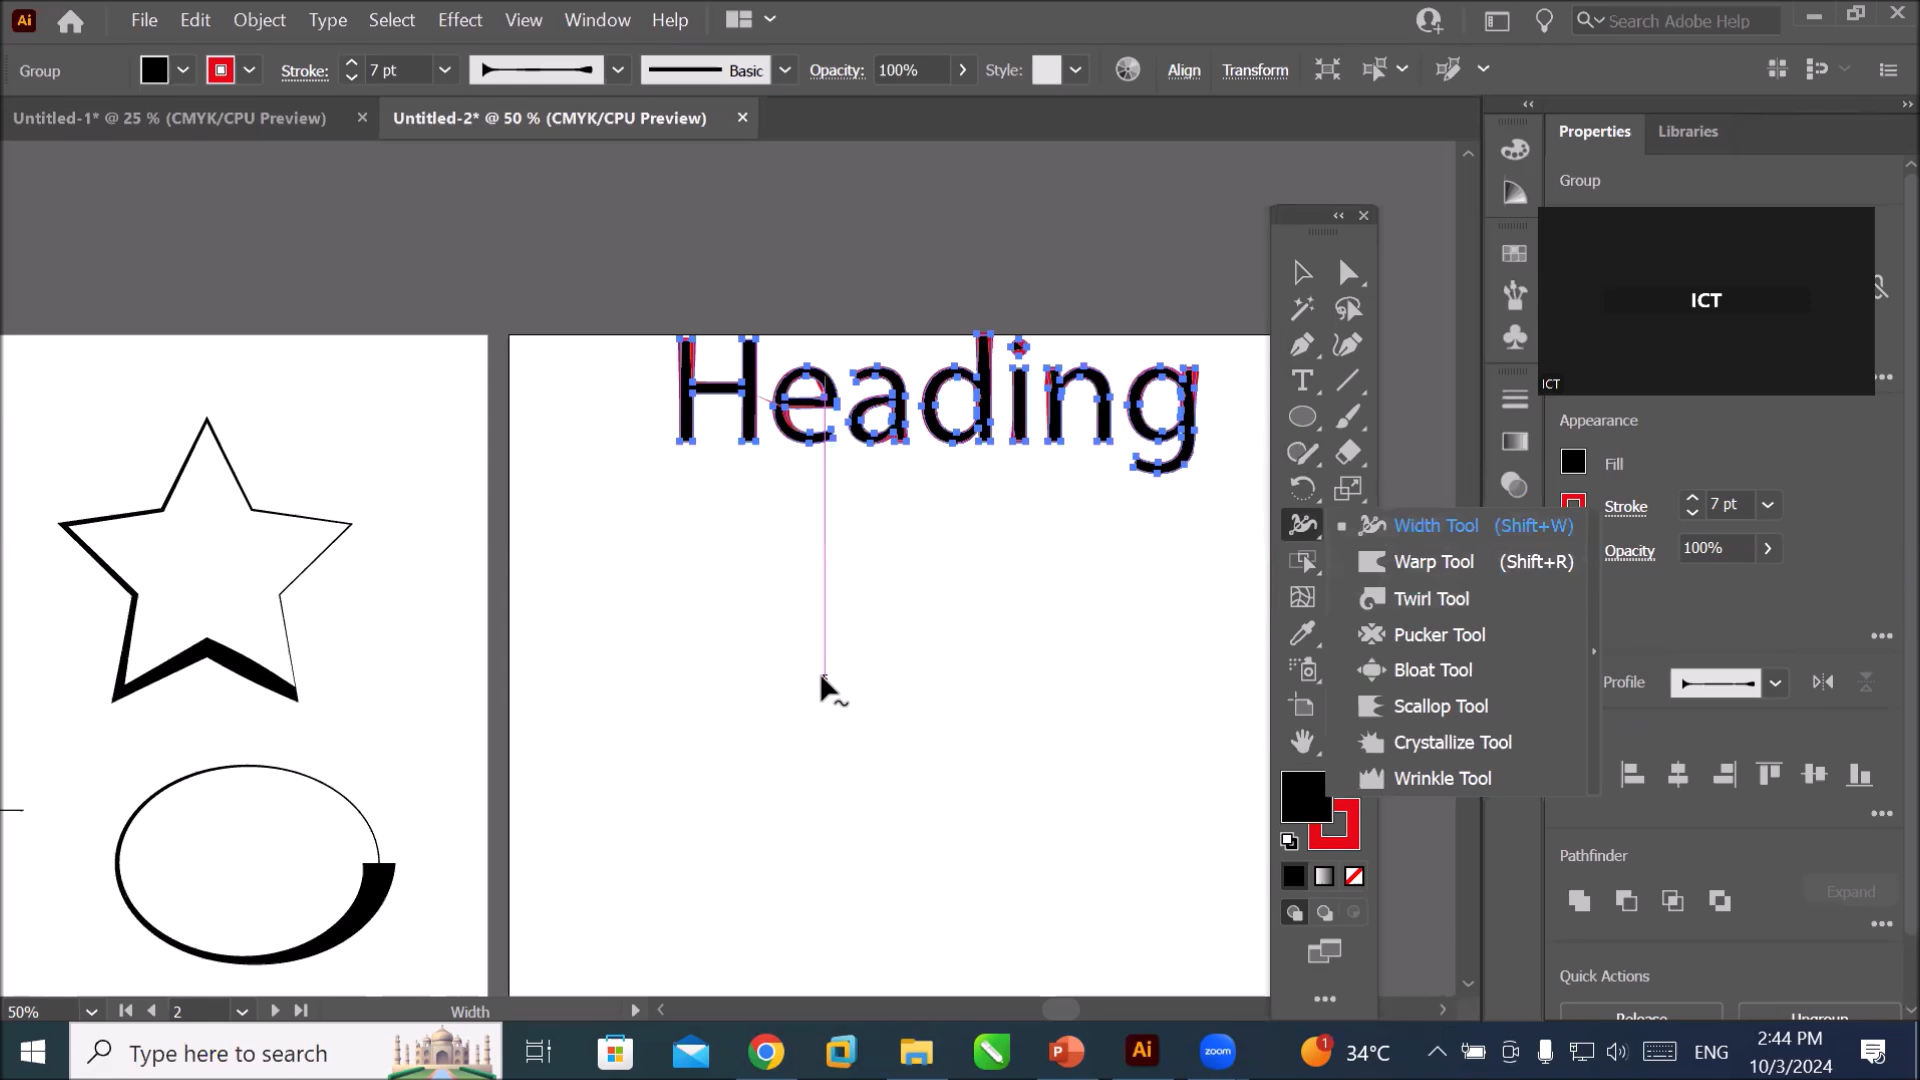 Ai File Edit Object Type Select Effect View Window Help Search Adobe Help
Group Stroke: 7 pt Basic Opacity: 100% Style: Align Transform
Untitled-1* @ 25 % (CMYK/CPU Preview) Untitled-2* @ 50 % (CMYK/CPU Preview)
Properties Libraries
Group
ICT
ICT
Heading
Appearance
Fill
Stroke 7 pt
Opacity 100%
Width Tool (Shift+W)
Warp Tool (Shift+R)
Twirl Tool
Pucker Tool
Bloat Tool
Scallop Tool
Crystallize Tool
Wrinkle Tool
Profile
Pathfinder
Expand
Quick Actions
Release Ungroup
50% 2 Width
Type here to search Ai zoom 1 34°C ENG 2:44 PM
10/3/2024